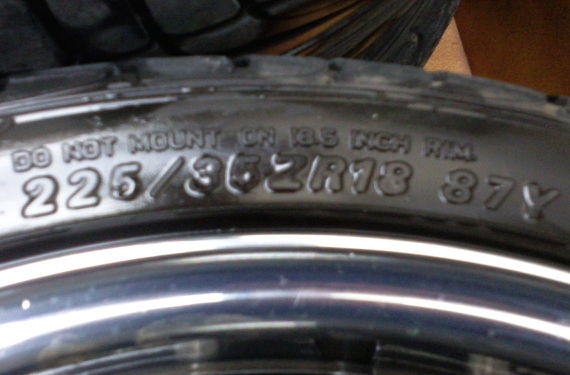 DO NOT MOUNT ON 18.5 INCH RIM.
225/35ZR18 87Y